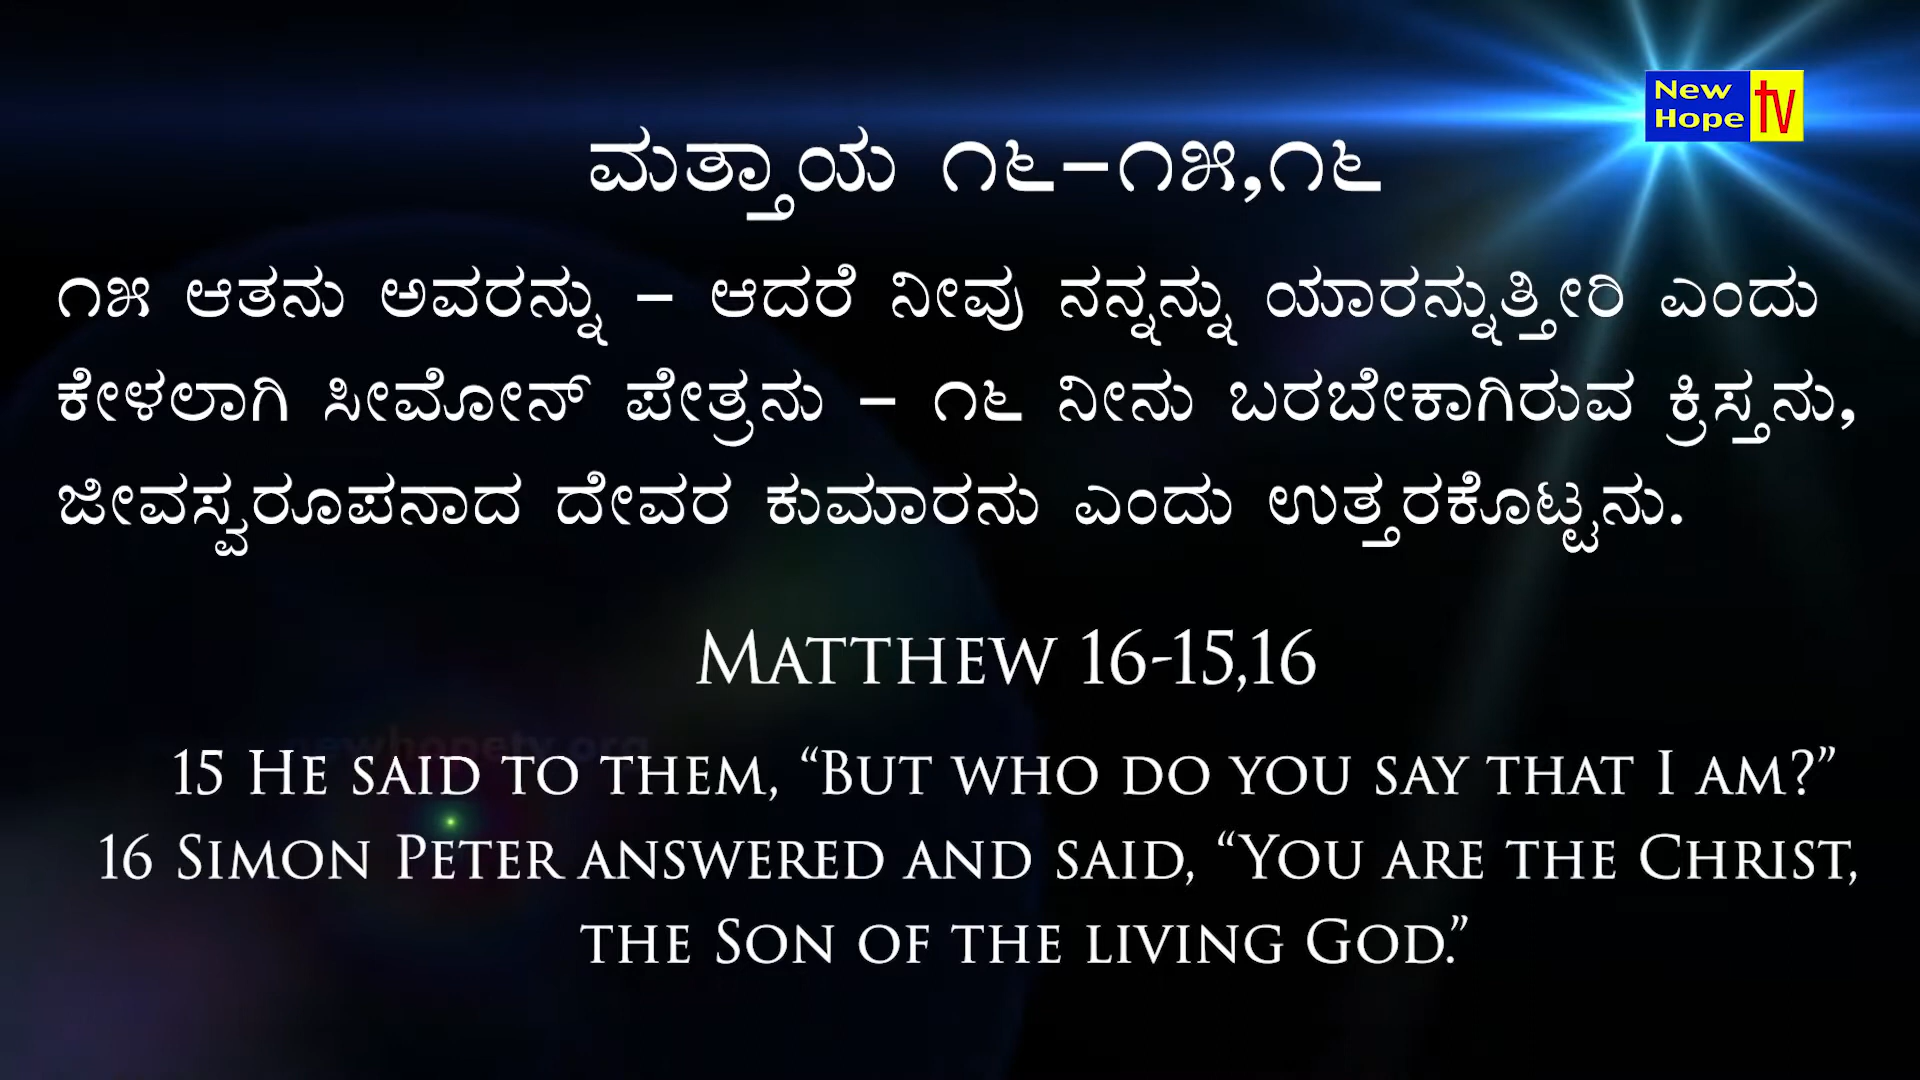 New
Hope
tv
ಮತ್ತಾಯ ೧೬-೧೫,೧೬
೧೫ ಆತನು ಅವರನ್ನು - ಆದರೆ ನೀವು ನನ್ನನ್ನು ಯಾರನ್ನುತ್ತೀರಿ ಎಂದು
ಕೇಳಲಾಗಿ ಸೀಮೋನ್ ಪೇತ್ರನು - ೧೬ ನೀನು ಬರಬೇಕಾಗಿರುವ ಕ್ರಿಸ್ತನು,
ಜೀವಸ್ವರೂಪನಾದ ದೇವರ ಕುಮಾರನು ಎಂದು ಉತ್ತರಕೊಟ್ಟನು.
Matthew 16-15,16
newhopetv.org
15 He said to them, “But who do you say that I am?”
16 Simon Peter answered and said, “You are the Christ,
the Son of the living God.”